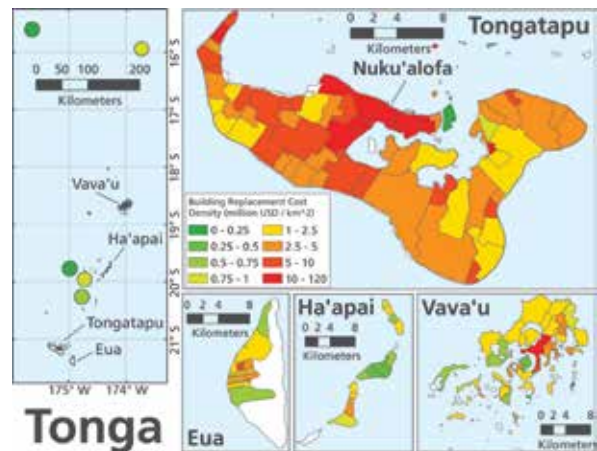 0 50 100 200
Kilometers
16° S
17° S
18° S
19° S
20° S
21° S
Vava'u
Ha'apai
Tongatapu
Eua
175° W 174° W
Tonga
0 2 4 8
Kilometers
Tongatapu
Nuku'alofa
Building Replacement Cost
Density (million USD / km^2)
0 - 0.25
0.25 - 0.5
0.5 - 0.75
0.75 - 1
1 - 2.5
2.5 - 5
5 - 10
10 - 120
0 2 4 8
Kilometers
Eua
Ha'apai
0 2 4 8
Kilometers
Vava'u
0 2 4 8
Kilometers